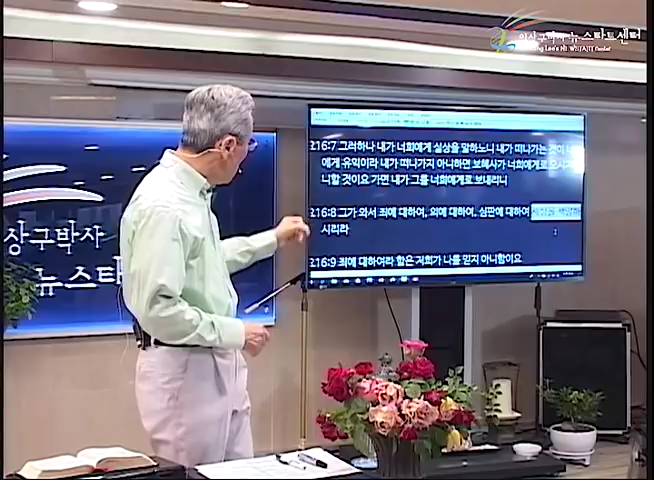 이상구박사 뉴스타트센터
216:7 그러하나 내가 너희에게 실상을 말하노니 내가 떠나가는 것이 너희
에게 유익이라 내가 떠나가지 아니하면 보혜사가 너희에게로 오시지 아
니할 것이요 가면 내가 그를 너희에게로 보내리니
216:8 그가 와서 죄에 대하여, 의에 대하여, 심판에 대하여
시리라
216:9 죄에 대하여라 함은 저희가 나를 믿지 아니함이요
상구박사
뉴스타